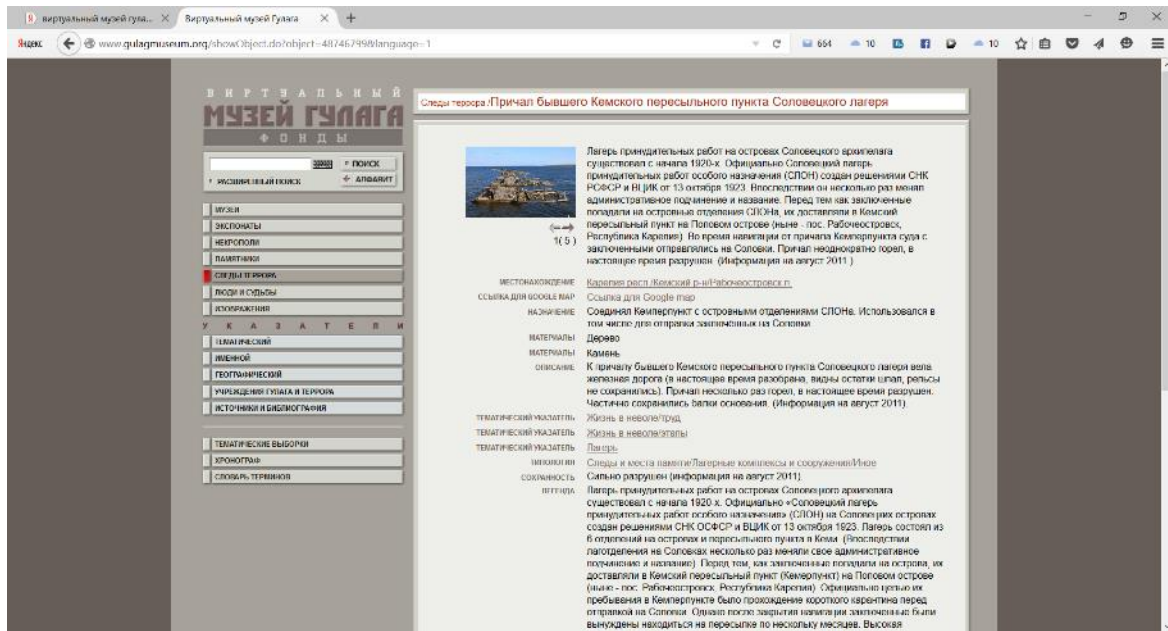 виртуальный музей гула...
Виртуальный музей Гулага
Яндекс
www.gulagmuseum.org/showObject.do?object=48746799&language=1
664
10
10
ВИРТУАЛЬНЫЙ
МУЗЕЙ ГУЛАГА
ФОНДЫ
ПОИСК
РАСШИРЕННЫЙ ПОИСК
АЛФАВИТ
МУЗЕИ
ЭКСПОНАТЫ
НЕКРОПОЛИ
ПАМЯТНИКИ
СЛЕДЫ ТЕРРОРА
ЛЮДИ И СУДЬБЫ
ИЗОБРАЖЕНИЯ
УКАЗАТЕЛИ
ТЕМАТИЧЕСКИЙ
ИМЕННОЙ
ГЕОГРАФИЧЕСКИЙ
УЧРЕЖДЕНИЯ ГУЛАГА И ТЕРРОРА
ИСТОЧНИКИ И БИБЛИОГРАФИЯ
ТЕМАТИЧЕСКИЕ ВЫБОРКИ
ХРОНОГРАФ
СЛОВАРЬ ТЕРМИНОВ
Следы террора /Причал бывшего Кемского пересыльного пункта Соловецкого лагеря
1( 5 )
Лагерь принудительных работ на островах Соловецкого архипелага
существовал с начала 1920-х. Официально Соловецкий лагерь
принудительных работ особого назначения (СЛОН) создан решениями СНК
РСФСР и ВЦИК от 13 октября 1923. Впоследствии он несколько раз менял
административное подчинение и название. Перед тем как заключенные
попадали на островные отделения СЛОНа, их доставляли в Кемский
пересыльный пункт на Поповом острове (ныне - пос. Рабочеостровск,
Республика Карелия). Во время навигации от причала Кемперпункта суда с
заключенными отправлялись на Соловки. Причал неоднократно горел, в
настоящее время разрушен. (Информация на август 2011.)
МЕСТОНАХОЖДЕНИЕ Карелия респ./Кемский р-н/Рабочеостровск п.
ССЫЛКА ДЛЯ GOOGLE MAP Ссылка для Google map
НАЗНАЧЕНИЕ Соединял Кемперпункт с островными отделениями СЛОНа. Использовался в
том числе для отправки заключённых на Соловки
МАТЕРИАЛЫ Дерево
МАТЕРИАЛЫ Камень
ОПИСАНИЕ К причалу бывшего Кемского пересыльного пункта Соловецкого лагеря вела
железная дорога (в настоящее время разобрана, видны остатки шпал, рельсы
не сохранились). Причал несколько раз горел, в настоящее время разрушен.
Частично сохранились балки основания. (Информация на август 2011).
ТЕМАТИЧЕСКИЙ УКАЗАТЕЛЬ Жизнь в неволе/труд
ТЕМАТИЧЕСКИЙ УКАЗАТЕЛЬ Жизнь в неволе/этапы
ТЕМАТИЧЕСКИЙ УКАЗАТЕЛЬ Лагерь
ТИПОЛОГИЯ Следы и места памяти/Лагерные комплексы и сооружения/Иное
СОХРАННОСТЬ Сильно разрушен (информация на август 2011)
ЛЕГЕНДА Лагерь принудительных работ на островах Соловецкого архипелага
существовал с начала 1920-х. Официально «Соловецкий лагерь
принудительных работ особого назначения» (СЛОН) на Соловецких островах
создан решениями СНК ОСФСР и ВЦИК от 13 октября 1923. Лагерь состоял из
6 отделений на островах и пересыльного пункта в Кеми. (Впоследствии
лаготделения на Соловках несколько раз меняли свое административное
подчинение и название). Перед тем, как заключенные попадали на острова, их
доставляли в Кемский пересыльный пункт (Кемерпункт) на Поповом острове
(ныне - пос. Рабочеостровск, Республика Карелия). Официально целью их
пребывания в Кемперпункте было прохождение короткого карантина перед
отправкой на Соловки. Однако после закрытия навигации заключенные были
вынуждены находиться на пересылке по нескольку месяцев. Высокая